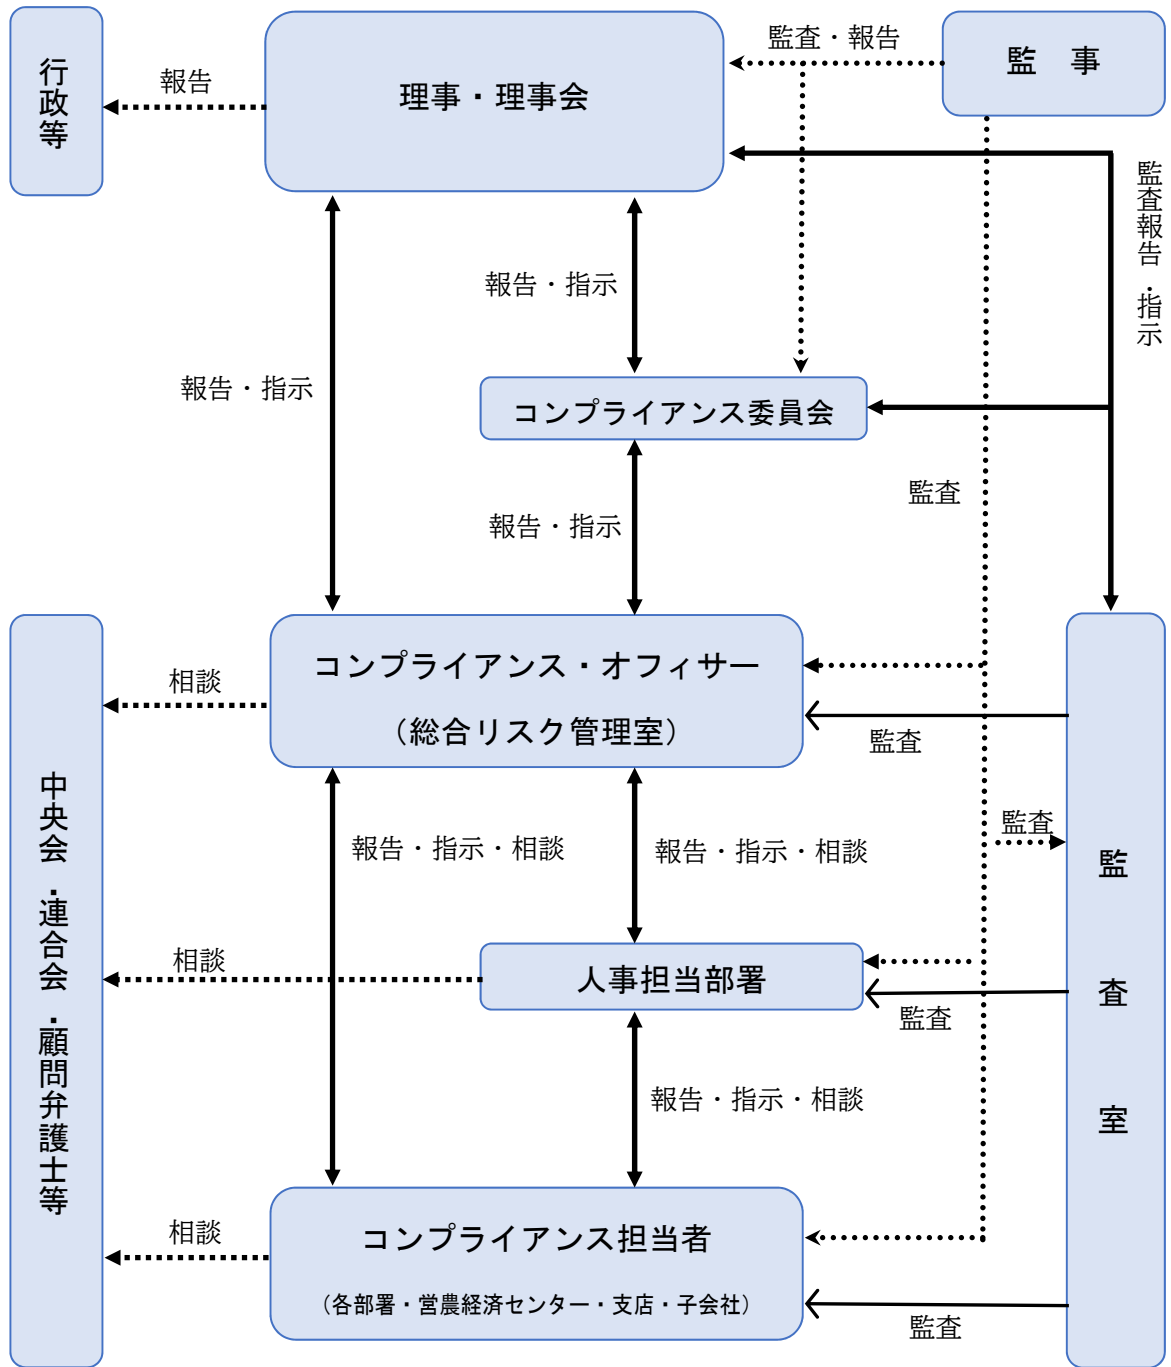 行政等
報告
理事・理事会
監査・報告
監　事
監査報告・指示
報告・指示
報告・指示
コンプライアンス委員会
監査
報告・指示
コンプライアンス・オフィサー
（総合リスク管理室）
相談
監査
監査
中央会・連合会・顧問弁護士等
監査室
報告・指示・相談
報告・指示・相談
相談
人事担当部署
監査
報告・指示・相談
相談
コンプライアンス担当者
（各部署・営農経済センター・支店・子会社）
監査